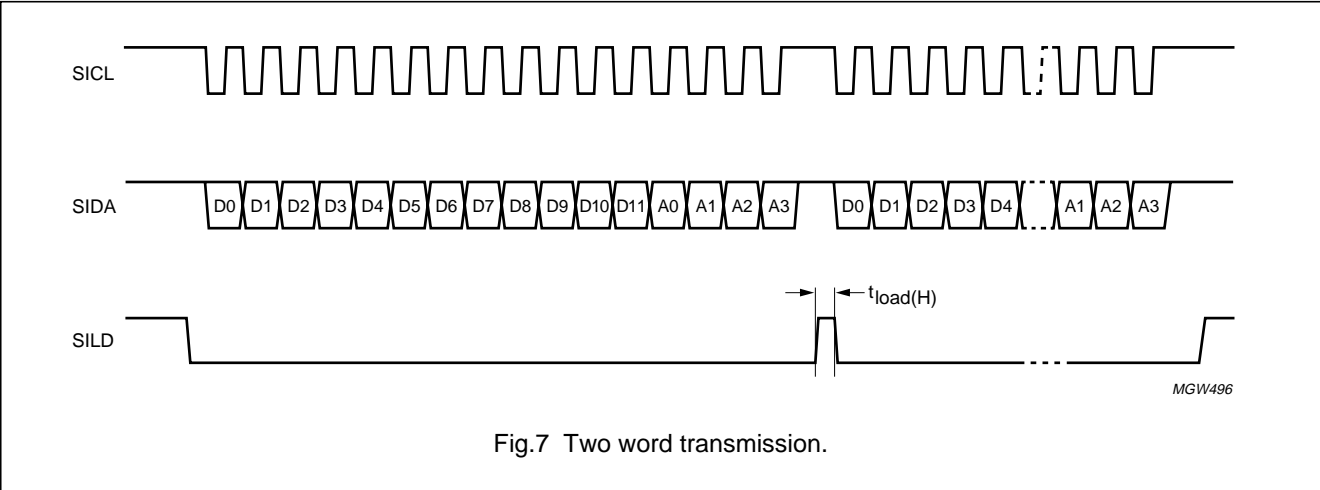 SICL
SIDA
D0 D1 D2 D3 D4 D5 D6 D7 D8 D9 D10 D11 A0 A1 A2 A3 D0 D1 D2 D3 D4 A1 A2 A3
tload(H)
SILD
MGW496
Fig.7 Two word transmission.